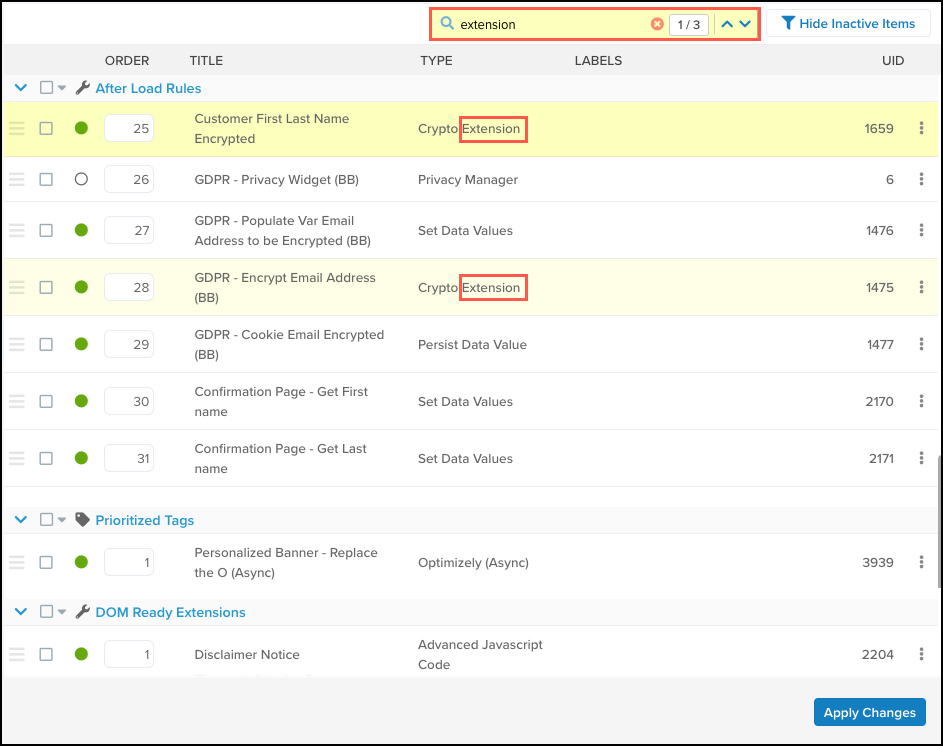 extension 1 / 3 Hide Inactive Items
ORDER TITLE TYPE LABELS UID
After Load Rules
25 Customer First Last Name Encrypted Crypto Extension 1659
26 GDPR - Privacy Widget (BB) Privacy Manager 6
27 GDPR - Populate Var Email Address to be Encrypted (BB) Set Data Values 1476
28 GDPR - Encrypt Email Address (BB) Crypto Extension 1475
29 GDPR - Cookie Email Encrypted (BB) Persist Data Value 1477
30 Confirmation Page - Get First name Set Data Values 2170
31 Confirmation Page - Get Last name Set Data Values 2171
Prioritized Tags
1 Personalized Banner - Replace the O (Async) Optimizely (Async) 3939
DOM Ready Extensions
1 Disclaimer Notice Advanced Javascript Code 2204
Apply Changes